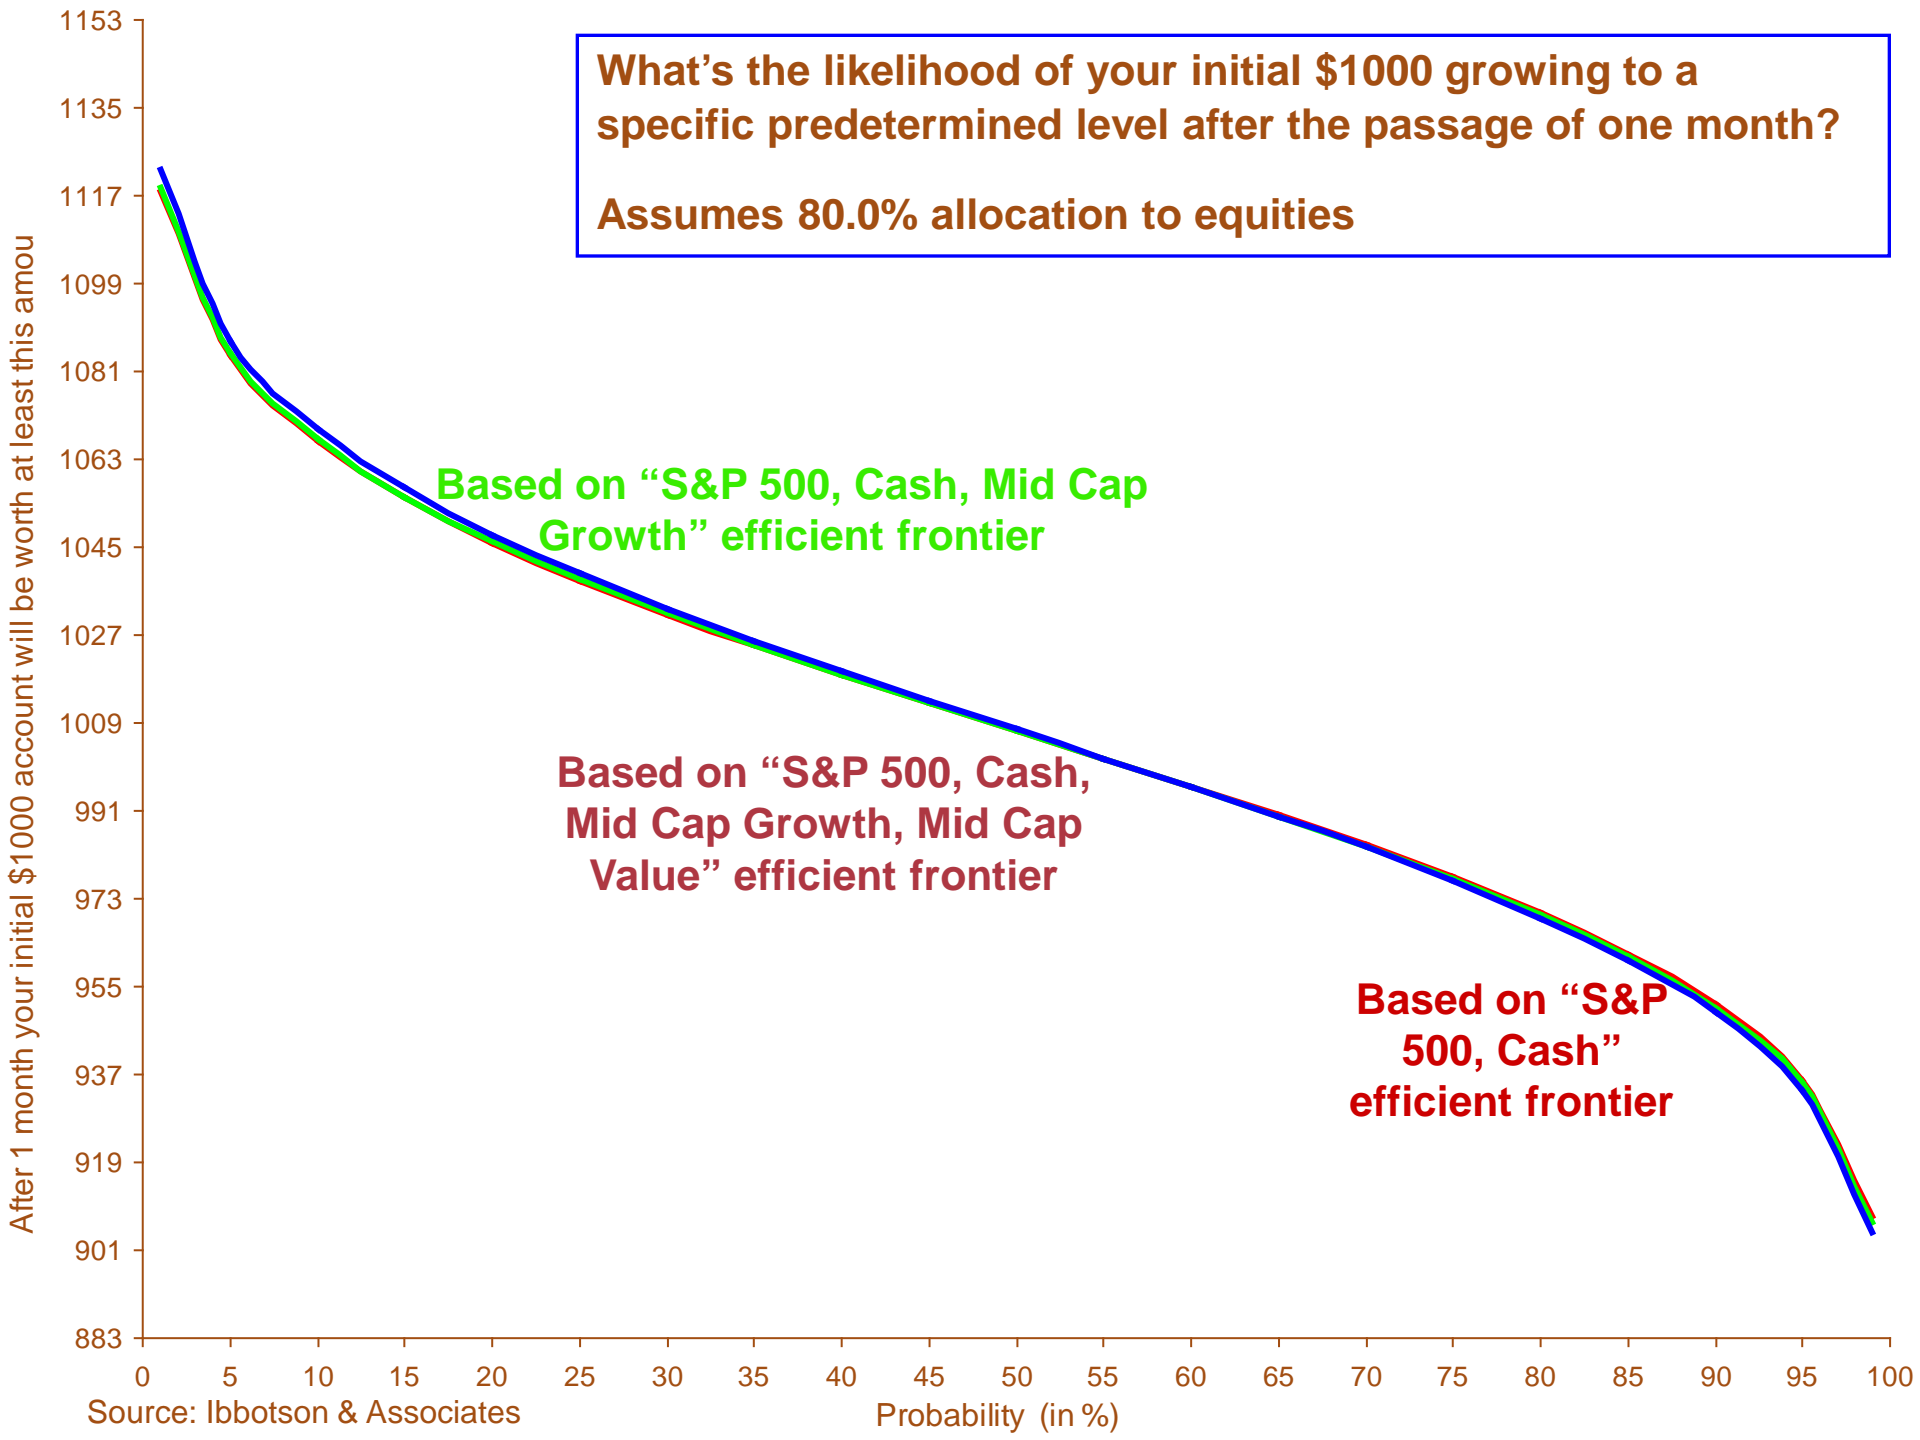 What’s the likelihood of your initial $1000 growing to a
specific predetermined level after the passage of one month?
Assumes 80.0% allocation to equities
After 1 month your initial $1000 account will be worth at least this amou
1153
1135
1117
1099
1081
1063
1045
1027
1009
991
973
955
937
919
901
883
Based on “S&P 500, Cash, Mid Cap
Growth” efficient frontier
Based on “S&P 500, Cash,
Mid Cap Growth, Mid Cap
Value” efficient frontier
Based on “S&P
500, Cash”
efficient frontier
0 5 10 15 20 25 30 35 40 45 50 55 60 65 70 75 80 85 90 95 100
Source: Ibbotson & Associates
Probability (in %)